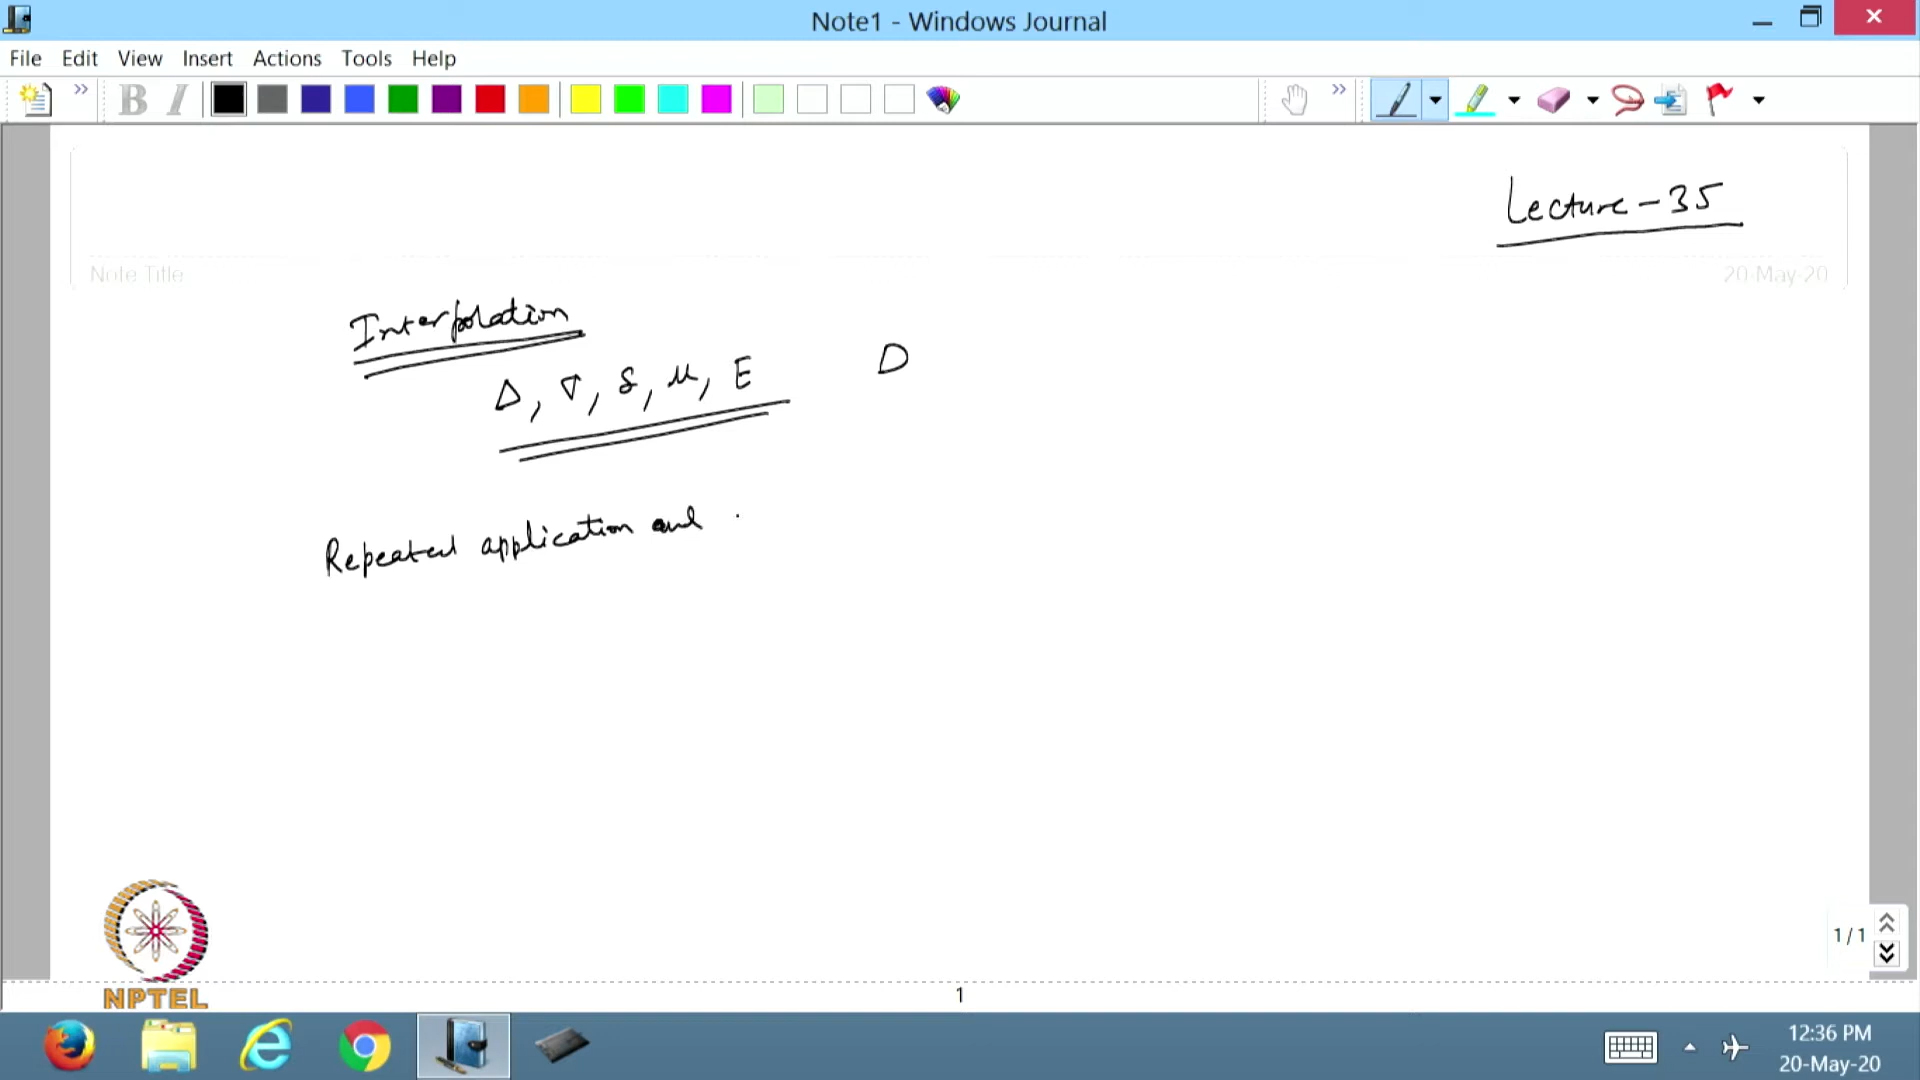 Note1 - Windows Journal
File Edit View Insert Actions Tools Help
B I
Lecture - 35
Note Title
20-May-20
Interpolation
Δ, ∇, δ, μ, E D
Repeated application and .
1 / 1
NPTEL
1
12:36 PM
20-May-20